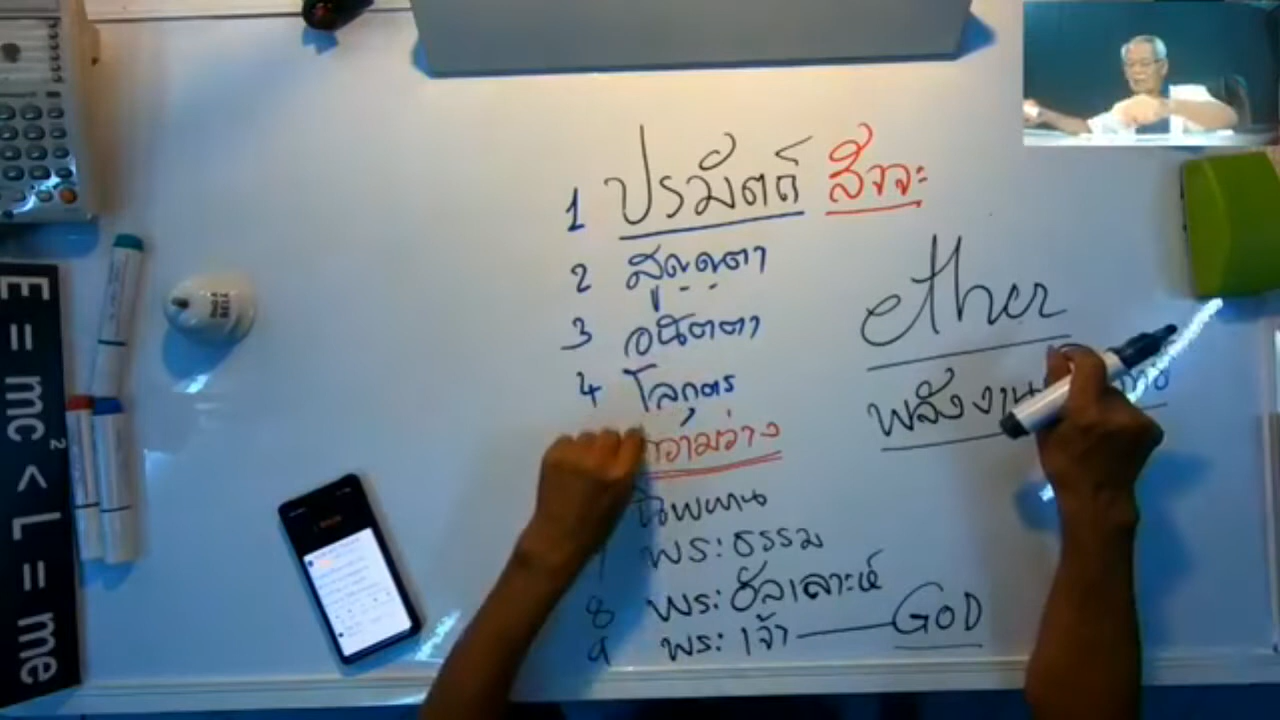 1 ปรมัตถ์ สัจจะ
2 สูญญตา
3 อนัตตา
4 โลกุตร
ความว่าง
นิพพาน
พระธรรม
8 พระอัลเลาะห์
9 พระเจ้า — GOD
ether
พลังงาน
E = mc² < L = me